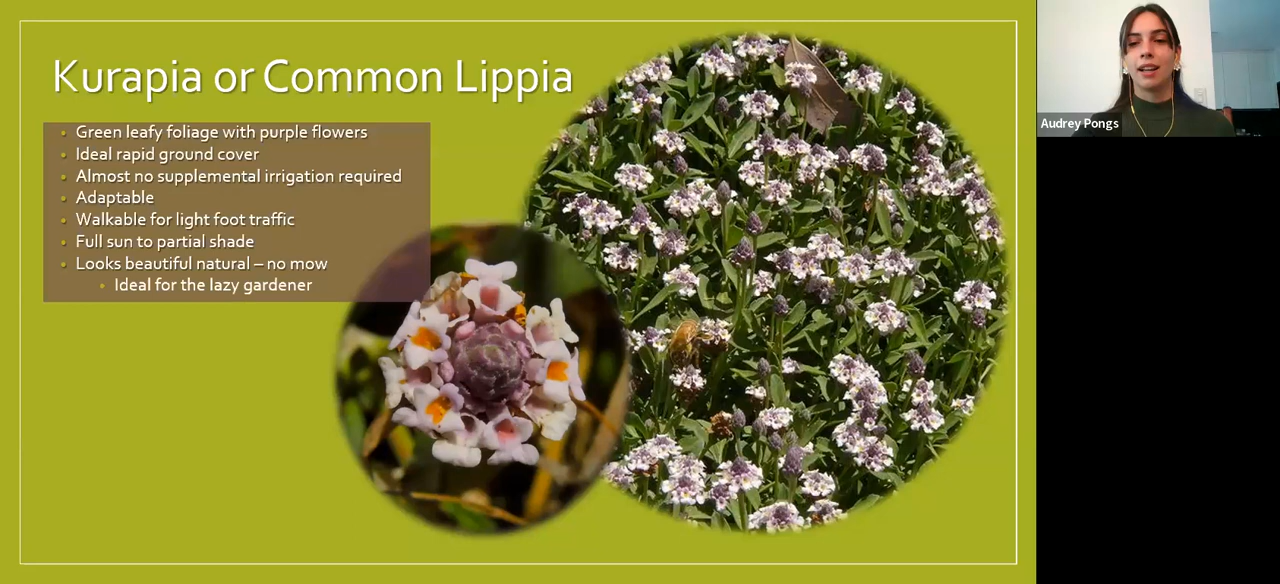 Kurapia or Common Lippia
Green leafy foliage with purple flowers
Ideal rapid ground cover
Almost no supplemental irrigation required
Adaptable
Walkable for light foot traffic
Full sun to partial shade
Looks beautiful natural – no mow
Ideal for the lazy gardener
Audrey Pongs